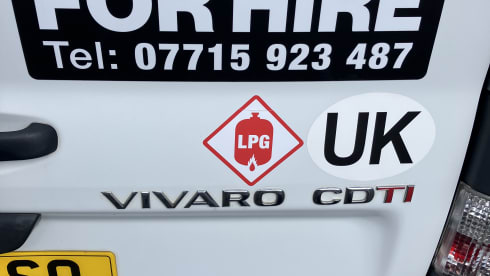 FOR HIRE
Tel: 07715 923 487
LPG
UK
VIVARO CDTI